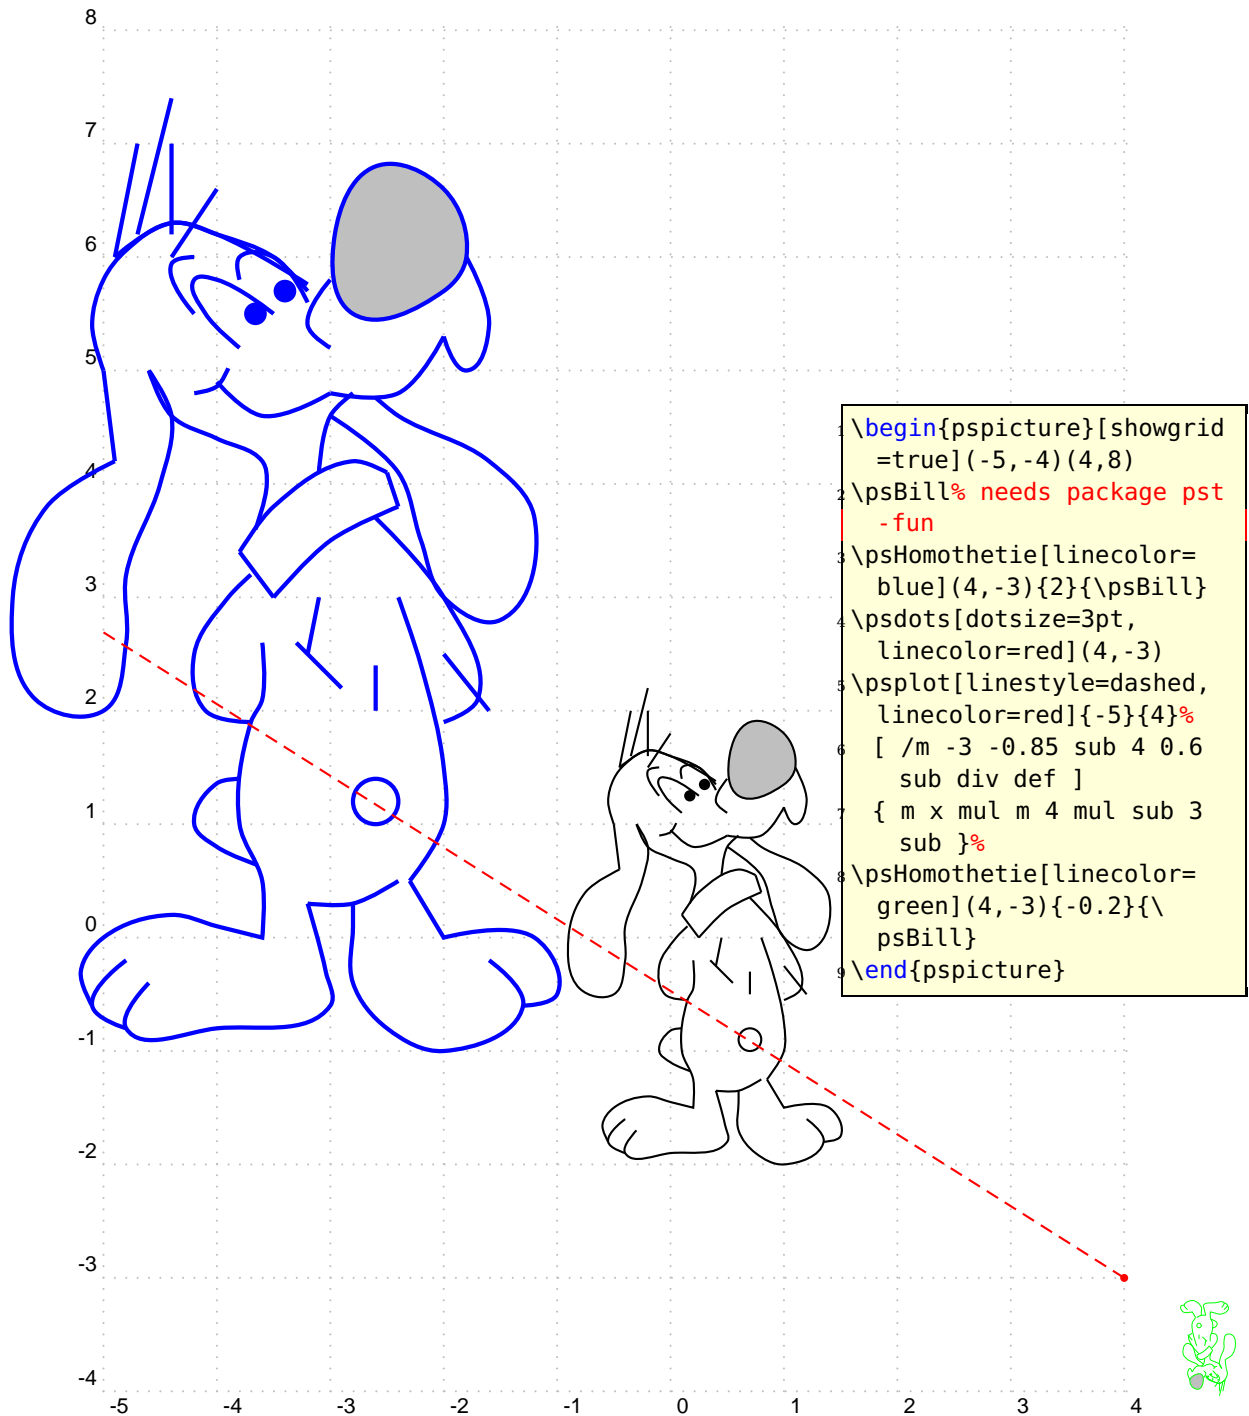 8
7
6
5
4
3
2
1
0
-1
-2
-3
-4
-5 -4 -3 -2 -1 0 1 2 3 4
1 \begin{pspicture}[showgrid
=true](-5,-4)(4,8)
2 \psBill% needs package pst
-fun
3 \psHomothetie[linecolor=
blue](4,-3){2}{\psBill}
4 \psdots[dotsize=3pt,
linecolor=red](4,-3)
5 \psplot[linestyle=dashed,
linecolor=red]{-5}{4}%
6 [ /m -3 -0.85 sub 4 0.6
sub div def ]
7 { m x mul m 4 mul sub 3
sub }%
8 \psHomothetie[linecolor=
green](4,-3){-0.2}{\
psBill}
9 \end{pspicture}